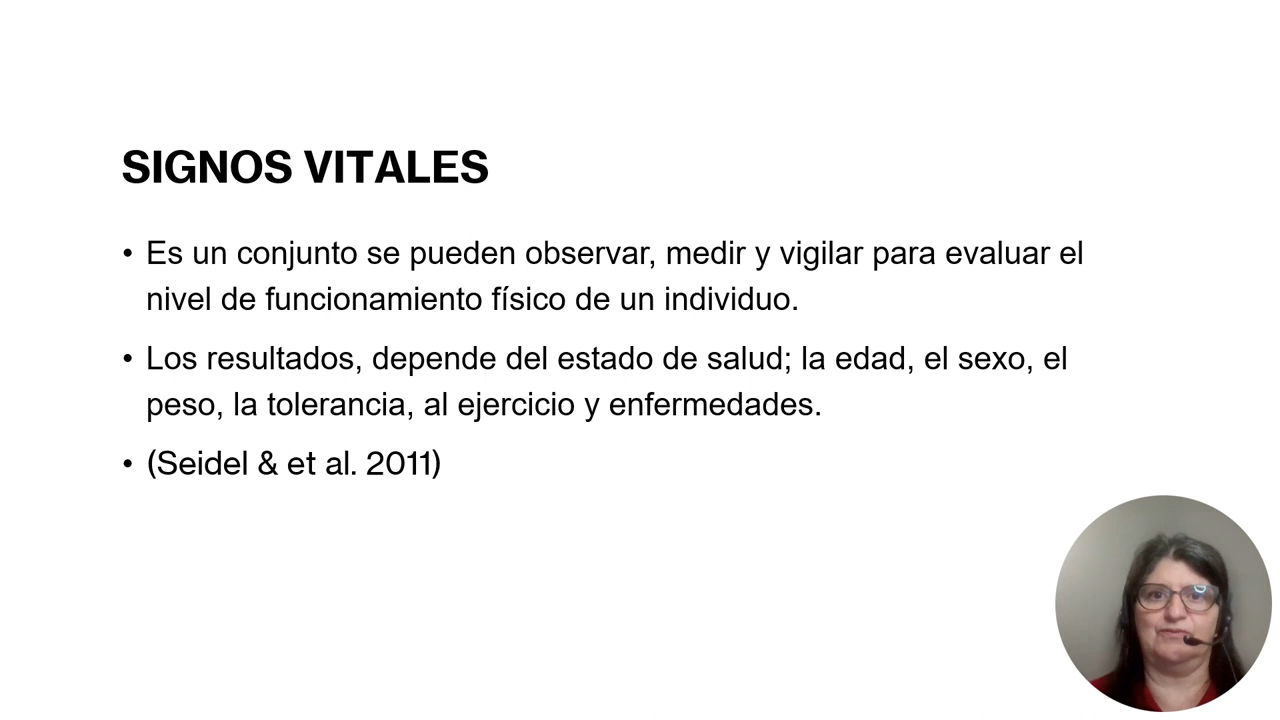 SIGNOS VITALES
• Es un conjunto se pueden observar, medir y vigilar para evaluar el
nivel de funcionamiento físico de un individuo.
• Los resultados, depende del estado de salud; la edad, el sexo, el
peso, la tolerancia, al ejercicio y enfermedades.
• (Seidel & et al. 2011)